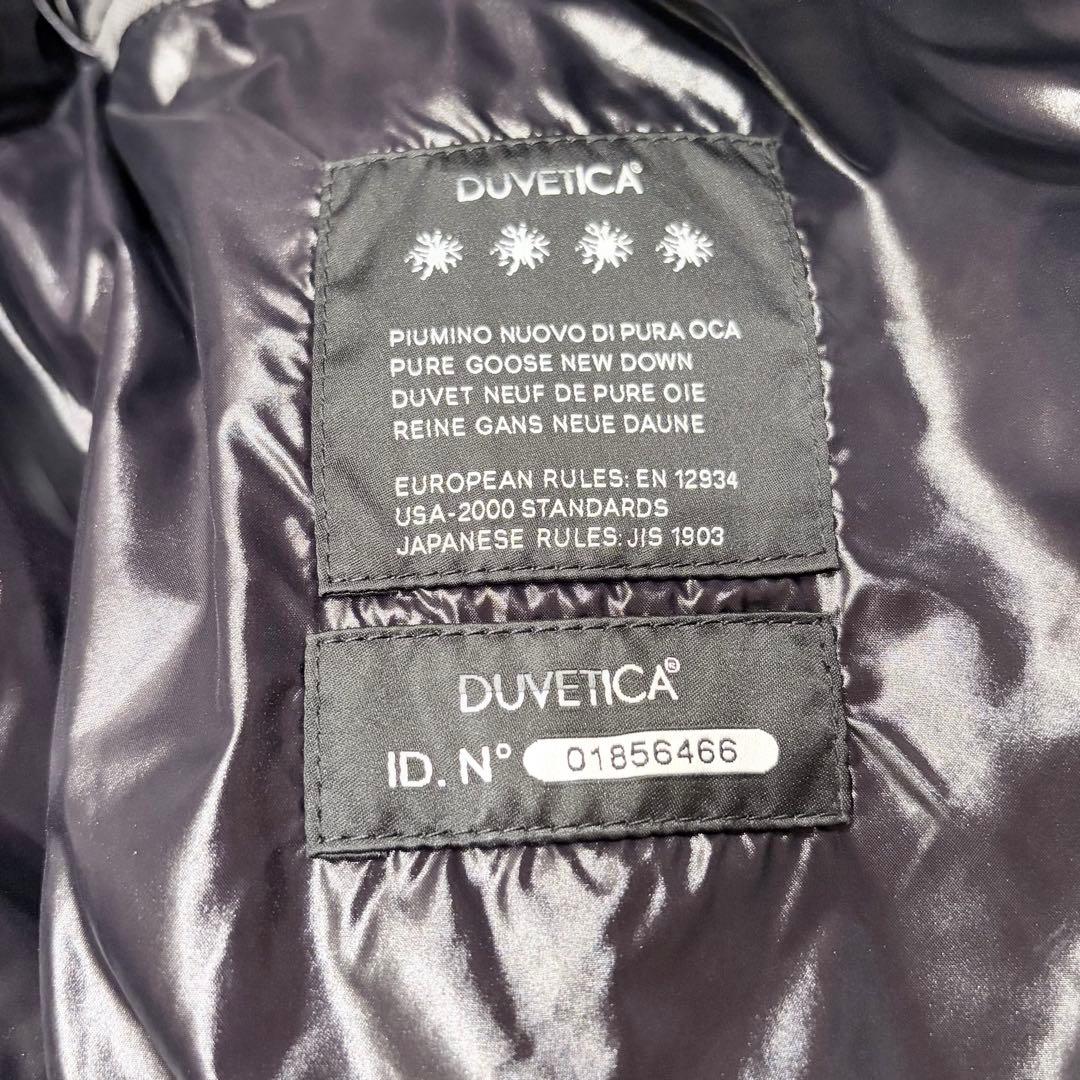 DUVETICA®
PIUMINO NUOVO DI PURA OCA
PURE GOOSE NEW DOWN
DUVET NEUF DE PURE OIE
REINE GANS NEUE DAUNE
EUROPEAN RULES: EN 12934
USA-2000 STANDARDS
JAPANESE RULES: JIS 1903
DUVETICA®
ID. N° 01856466